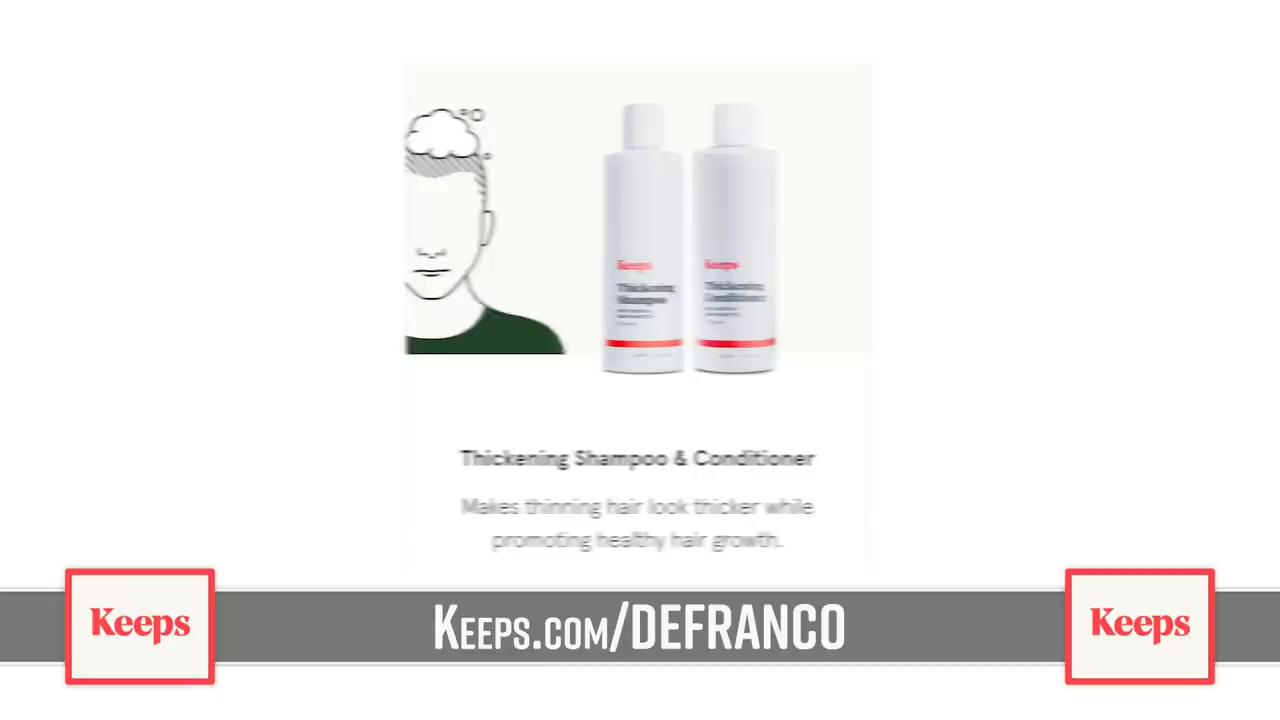 Keeps
Thickening
Shampoo
Keeps
Thickening
Conditioner
Thickening Shampoo & Conditioner
Makes thinning hair look thicker while
promoting healthy hair growth.
Keeps
Keeps.com/DEFRANCO
Keeps